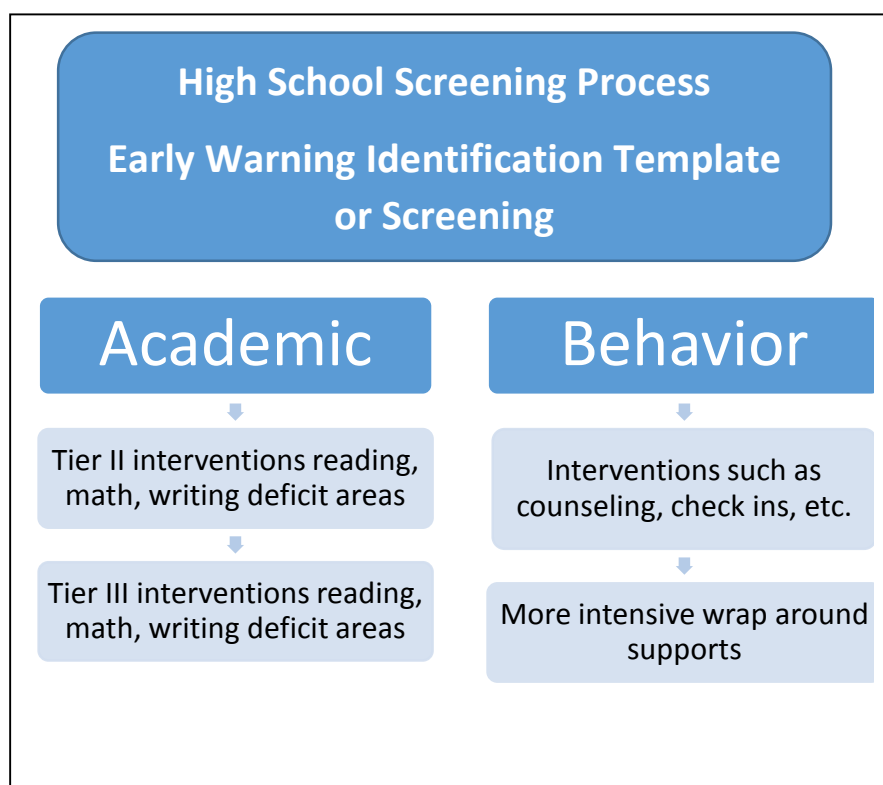 High School Screening Process
Early Warning Identification Template
or Screening
Academic
Tier II interventions reading,
math, writing deficit areas
Tier III interventions reading,
math, writing deficit areas
Behavior
Interventions such as
counseling, check ins, etc.
More intensive wrap around
supports